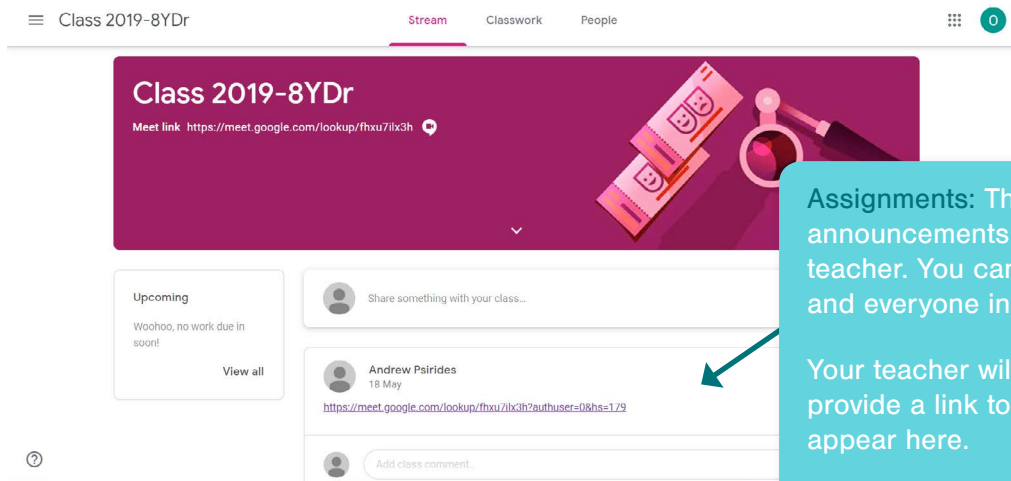 Class 2019-8YDr
Stream Classwork People
O
Class 2019-8YDr
Meet link https://meet.google.com/lookup/fhxu7ilx3h
Upcoming
Woohoo, no work due in
soon!
View all
Share something with your class...
Andrew Psirides
18 May
https://meet.google.com/lookup/fhxu7ilx3h?authuser=0&hs=179
Add class comment...
Assignments: Th
announcements
teacher. You car
and everyone in
Your teacher wil
provide a link to
appear here.